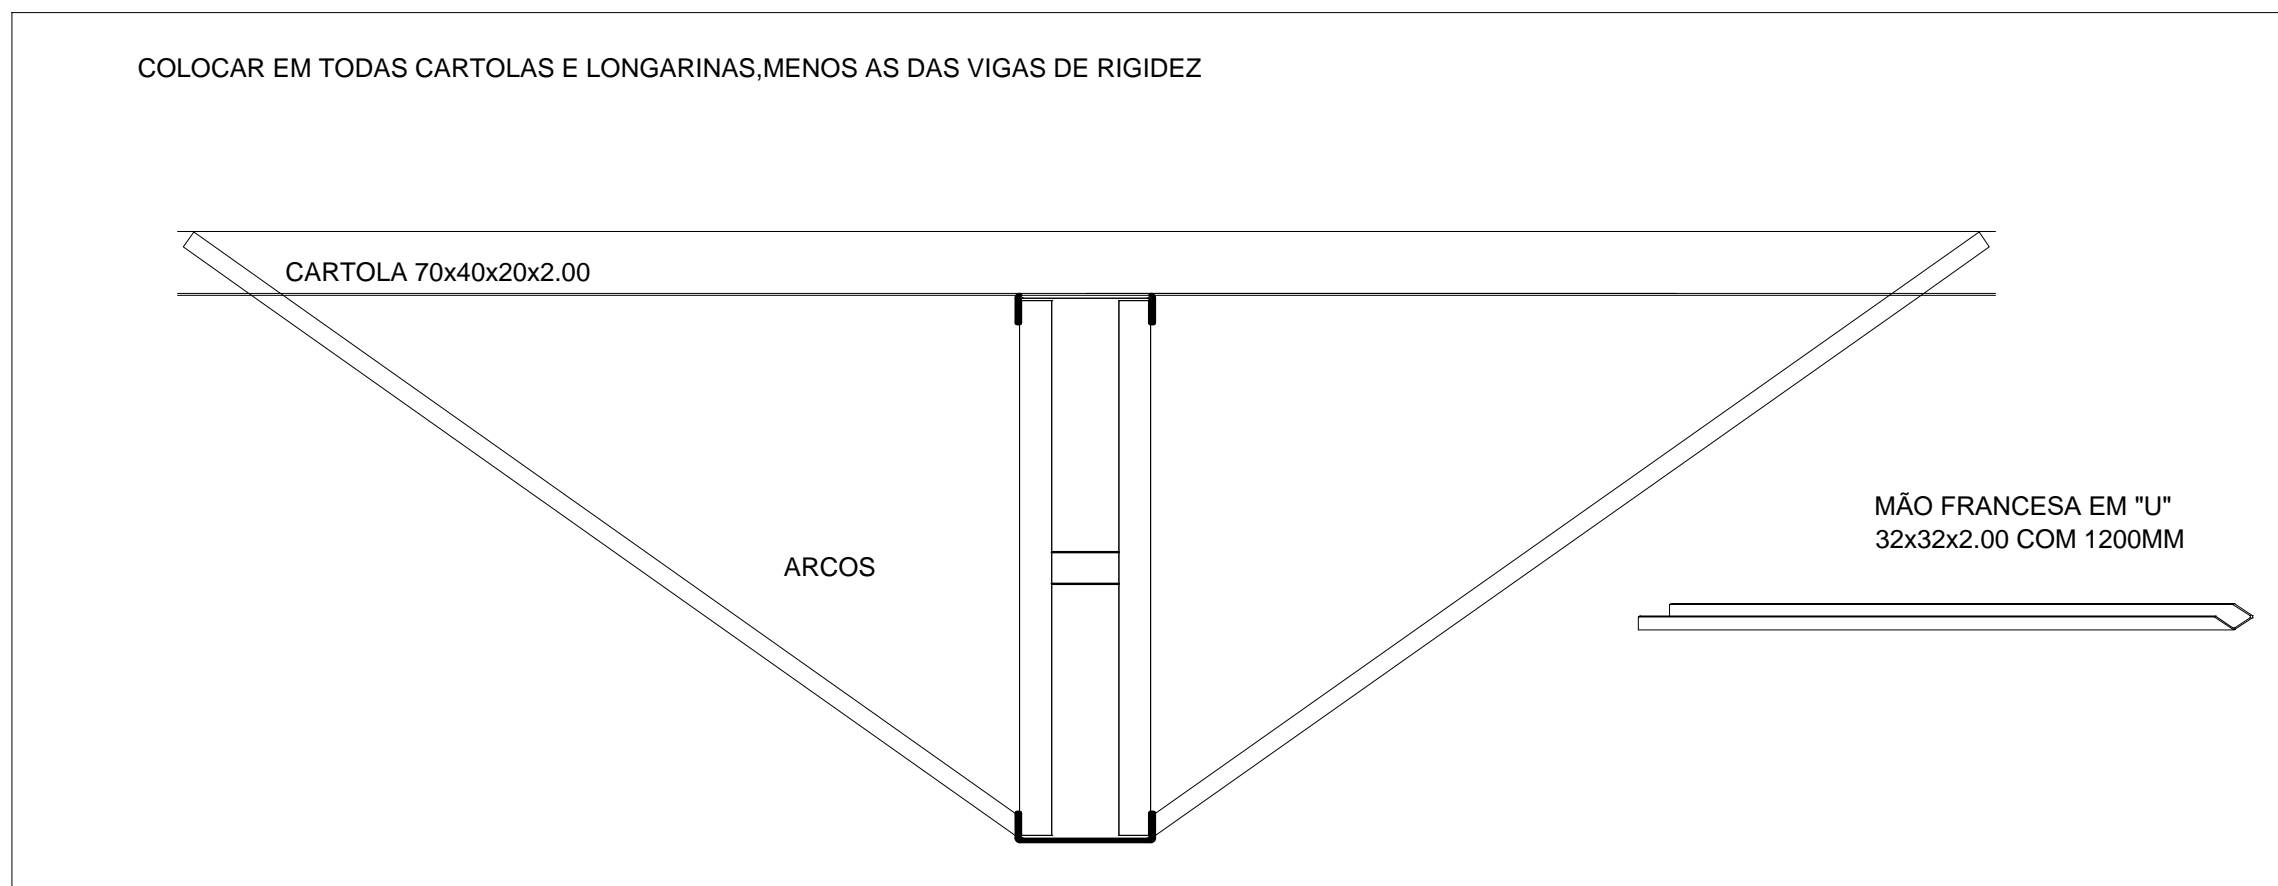 COLOCAR EM TODAS CARTOLAS E LONGARINAS,MENOS AS DAS VIGAS DE RIGIDEZ
CARTOLA 70x40x20x2.00
MÃO FRANCESA EM "U"
32x32x2.00 COM 1200MM
ARCOS